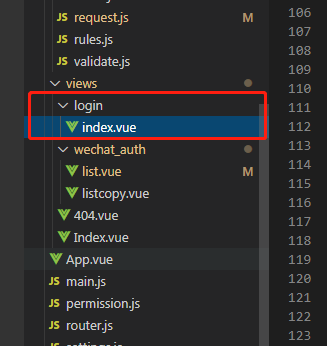 JS request.js M
JS rules.js
JS validate.js
views
login
index.vue
wechat_auth
list.vue M
listcopy.vue
404.vue
Index.vue
App.vue
JS main.js
JS permission.js
JS router.js
106
107
108
109
110
111
112
113
114
115
116
117
118
119
120
121
122
123